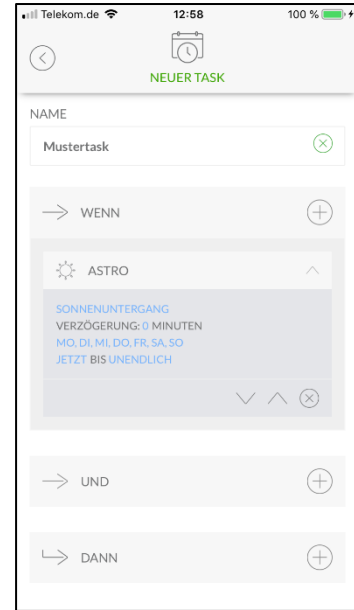 Telekom.de 12:58 100 %
NEUER TASK
NAME
Mustertask
WENN
ASTRO
SONNENUNTERGANG
VERZÖGERUNG: 0 MINUTEN
MO, DI, MI, DO, FR, SA, SO
JETZT BIS UNENDLICH
UND
DANN